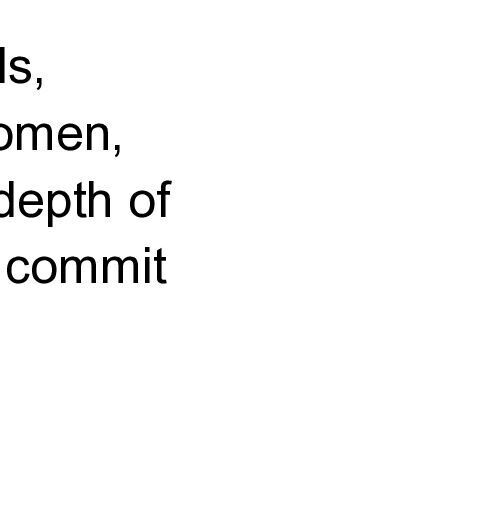 ls,
omen,
depth of
commit